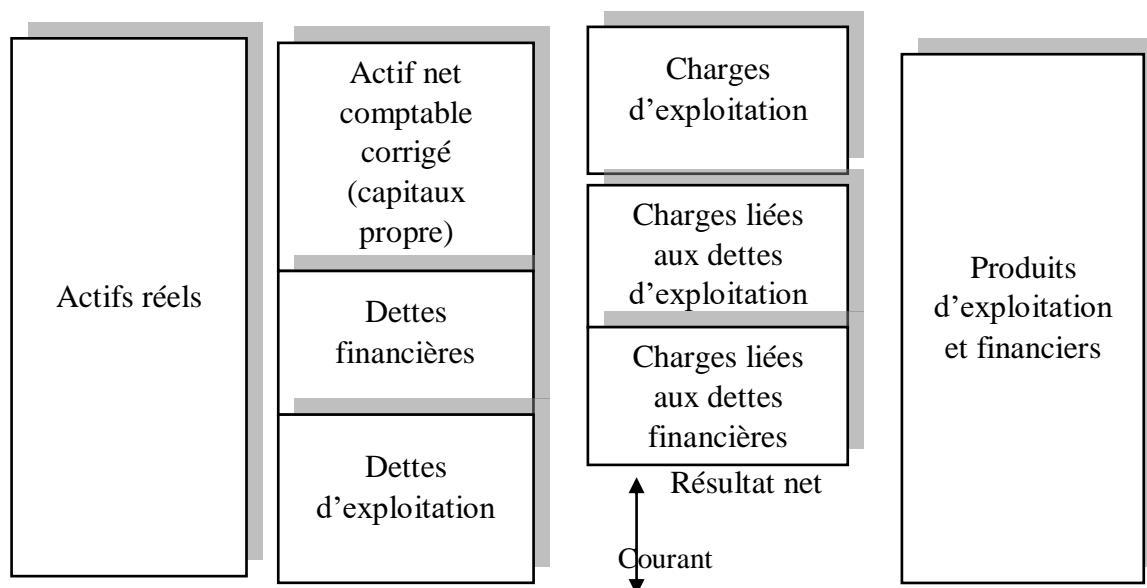 Actifs réels
Actif net
comptable
corrigé
(capitaux
propre)
Dettes
financières
Dettes
d’exploitation
Charges
d’exploitation
Charges liées
aux dettes
d’exploitation
Charges liées
aux dettes
financières
Résultat net
Courant
Produits
d’exploitation
et financiers